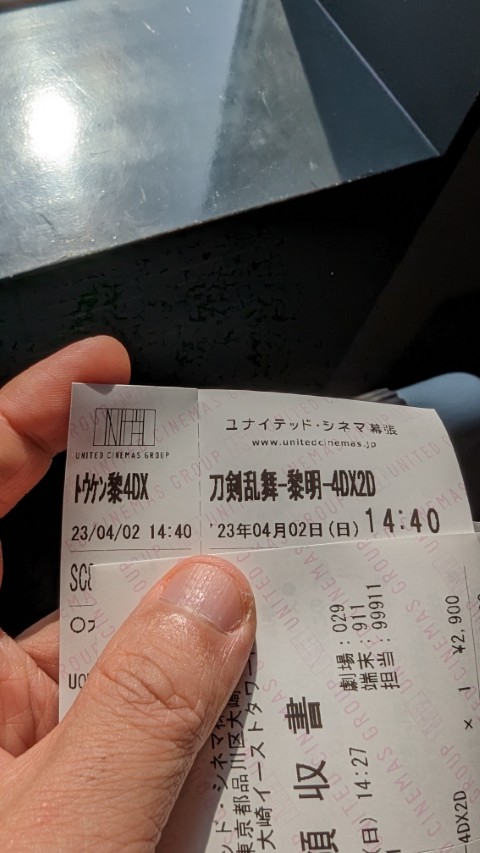 UNITED CINEMAS GROUP
ユナイテッド・シネマ幕張
www.unitedcinemas.jp
トウケン黎4DX
刀剣乱舞-黎明-4DX2D
23/04/02 14:40
'23年04月02日(日) 14:40
領収書
劇場:029
端末:911
担当:99911
(日) 14:27
東京都品川区大崎
大崎イーストタワー
-4DX2D
× 1 ¥2,900